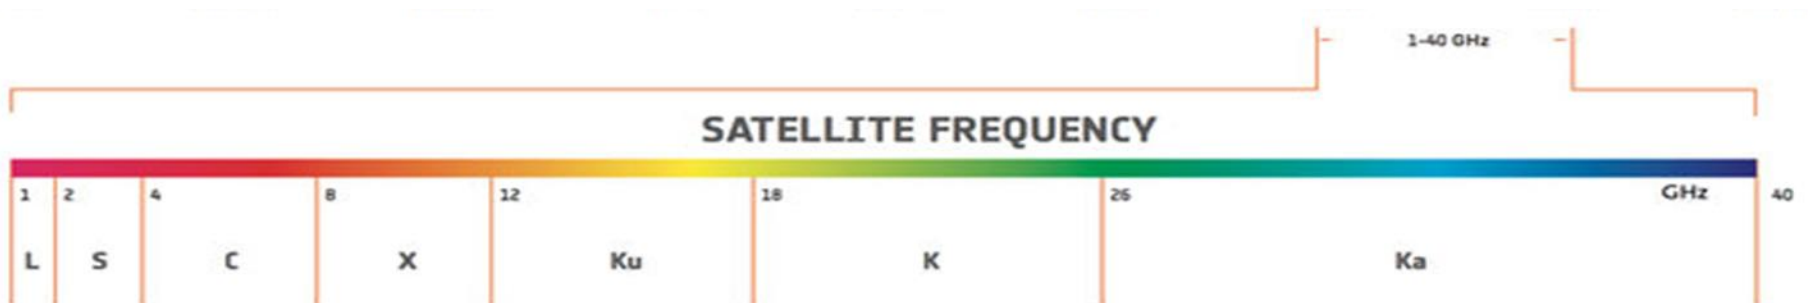 1-40 GHz
SATELLITE FREQUENCY
1 2 4 8 12 18 26 GHz 40
L S C X Ku K Ka